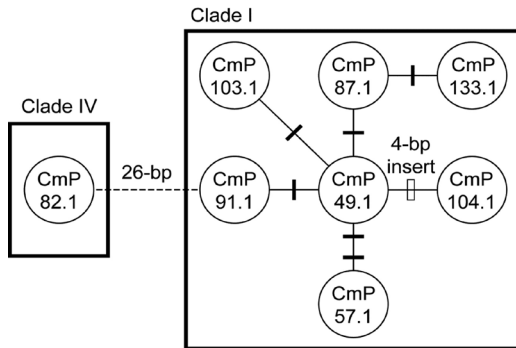 Clade I
CmP
103.1
CmP
87.1
CmP
133.1
Clade IV
CmP
82.1
26-bp
CmP
91.1
CmP
49.1
4-bp
insert
CmP
104.1
CmP
57.1